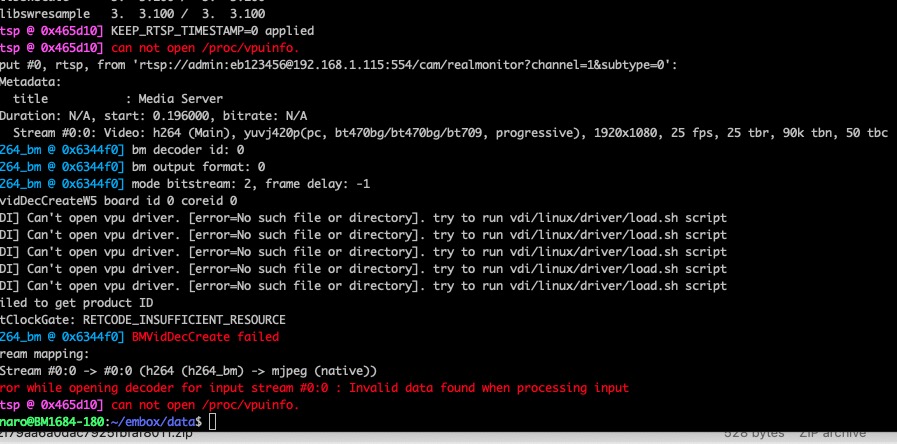 libswresample   3.  3.100 /  3.  3.100
tsp @ 0x465d10] KEEP_RTSP_TIMESTAMP=0 applied
tsp @ 0x465d10] can not open /proc/vpuinfo.
put #0, rtsp, from 'rtsp://admin:eb123456@192.168.1.115:554/cam/realmonitor?channel=1&subtype=0':
Metadata:
  title           : Media Server
Duration: N/A, start: 0.196000, bitrate: N/A
  Stream #0:0: Video: h264 (Main), yuvj420p(pc, bt470bg/bt470bg/bt709, progressive), 1920x1080, 25 fps, 25 tbr, 90k tbn, 50 tbc
264_bm @ 0x6344f0] bm decoder id: 0
264_bm @ 0x6344f0] bm output format: 0
264_bm @ 0x6344f0] mode bitstream: 2, frame delay: -1
vidDecCreateW5 board id 0 coreid 0
DI] Can't open vpu driver. [error=No such file or directory]. try to run vdi/linux/driver/load.sh script
DI] Can't open vpu driver. [error=No such file or directory]. try to run vdi/linux/driver/load.sh script
DI] Can't open vpu driver. [error=No such file or directory]. try to run vdi/linux/driver/load.sh script
DI] Can't open vpu driver. [error=No such file or directory]. try to run vdi/linux/driver/load.sh script
DI] Can't open vpu driver. [error=No such file or directory]. try to run vdi/linux/driver/load.sh script
iled to get product ID
tClockGate: RETCODE_INSUFFICIENT_RESOURCE
264_bm @ 0x6344f0] BMVidDecCreate failed
ream mapping:
Stream #0:0 -> #0:0 (h264 (h264_bm) -> mjpeg (native))
ror while opening decoder for input stream #0:0 : Invalid data found when processing input
tsp @ 0x465d10] can not open /proc/vpuinfo.
naro@BM1684-180:~/embox/data$
528 bytes   ZIP archive